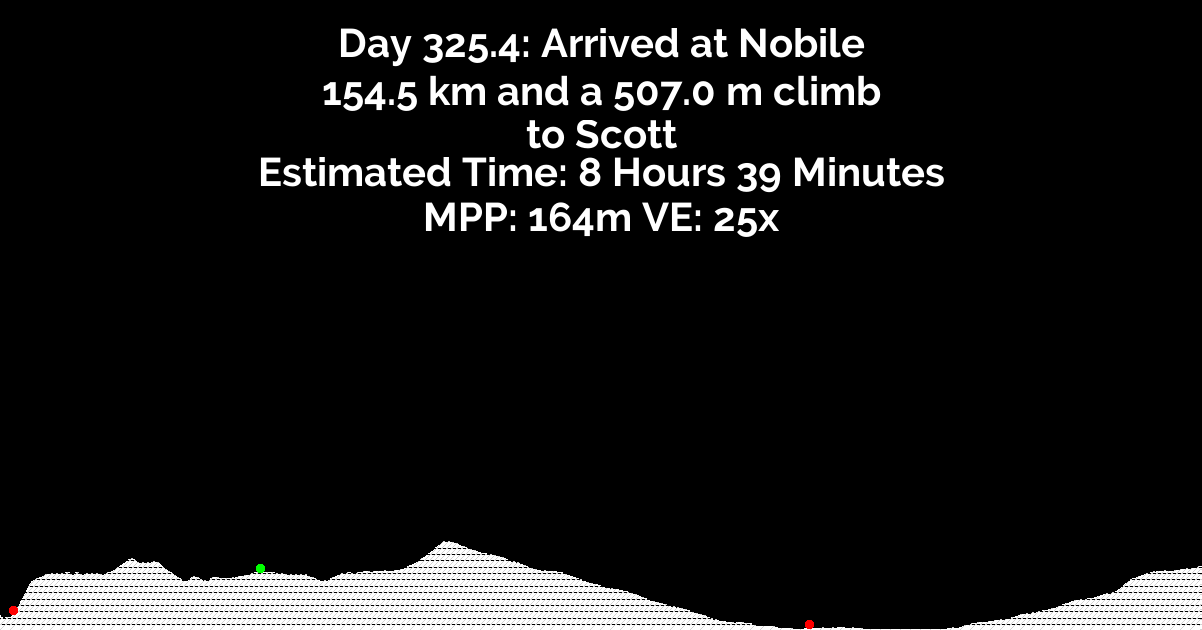 Day 325.4: Arrived at Nobile
154.5 km and a 507.0 m climb
to Scott
Estimated Time: 8 Hours 39 Minutes
MPP: 164m VE: 25x